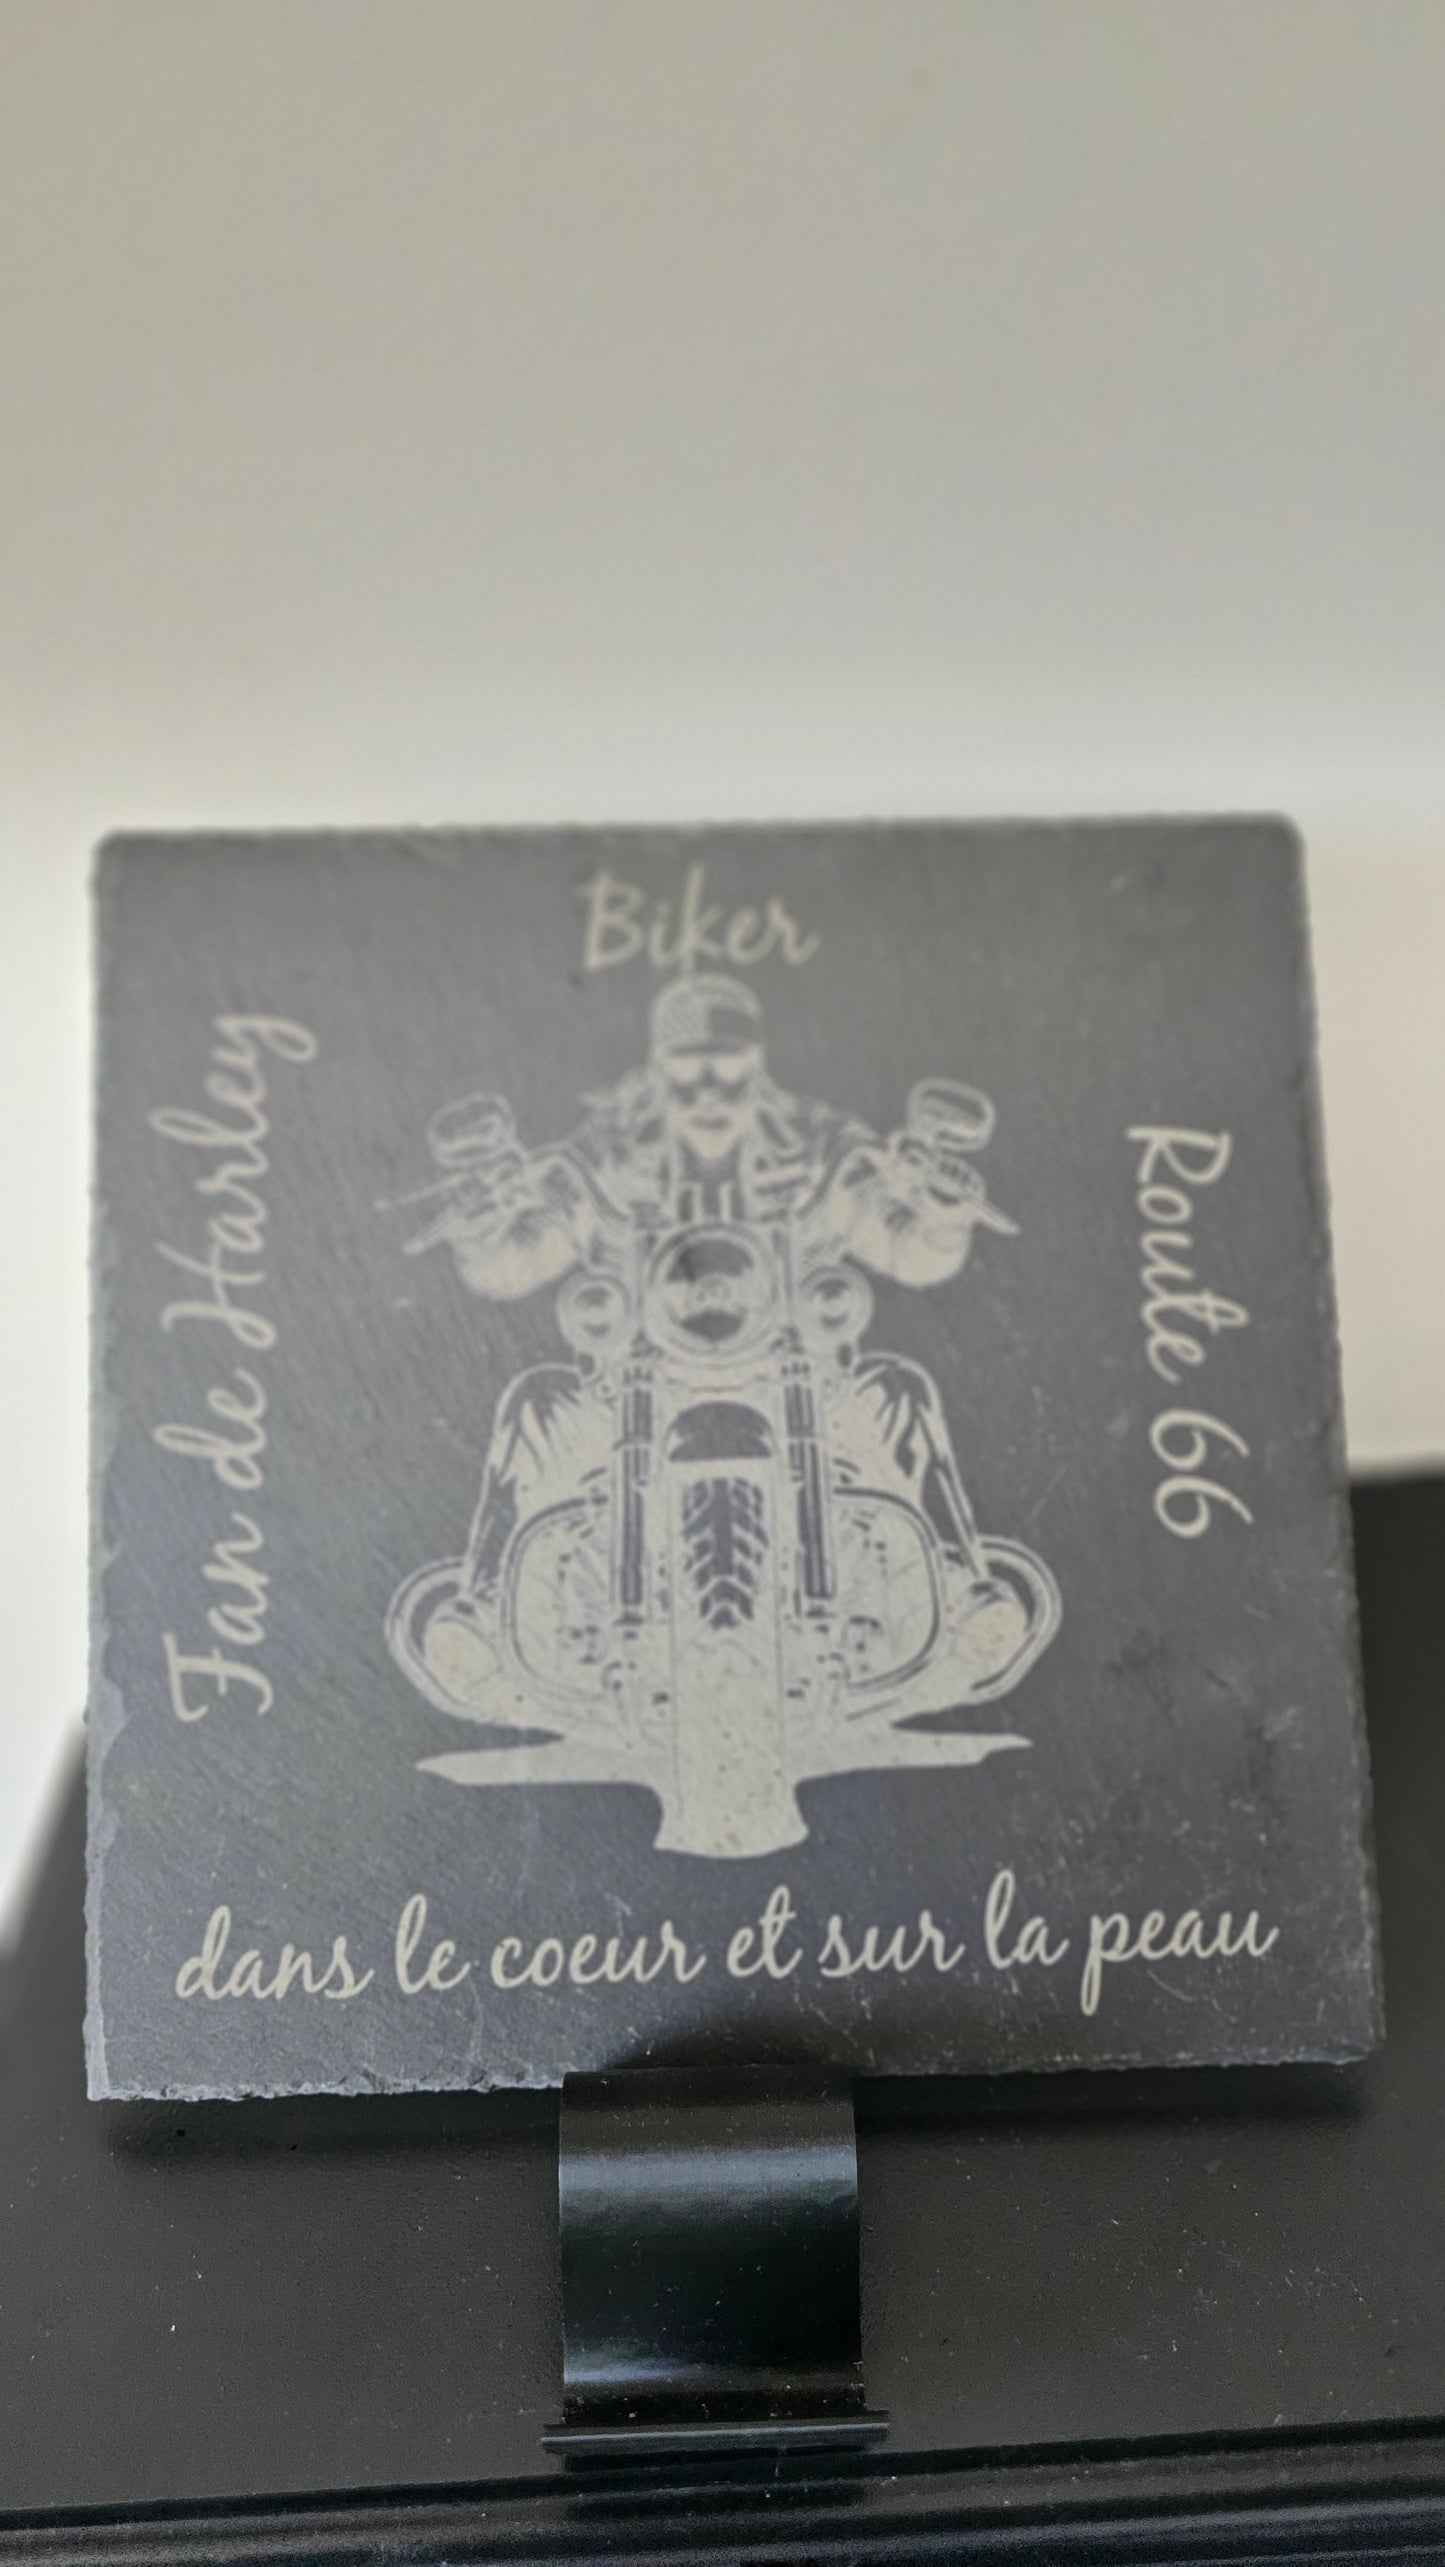 Biker
Fan de Harley
Route 66
dans le coeur et sur la peau